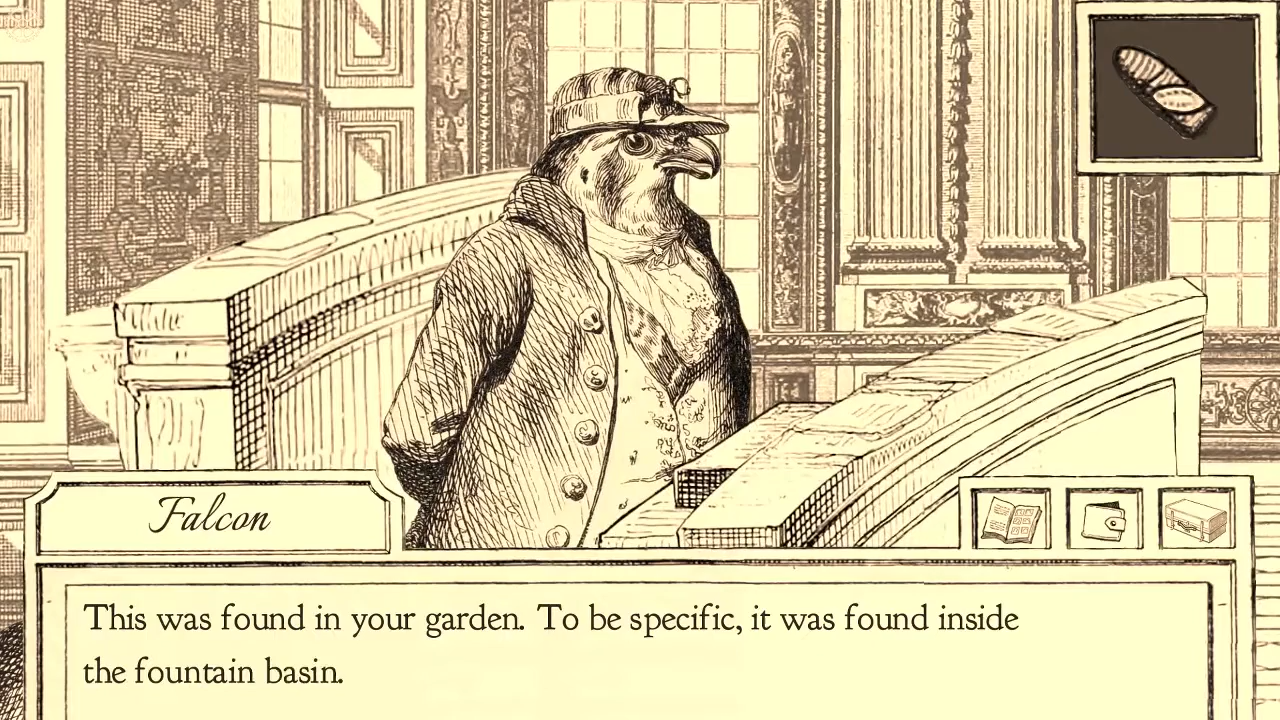 Falcon
This was found in your garden. To be specific, it was found inside
the fountain basin.